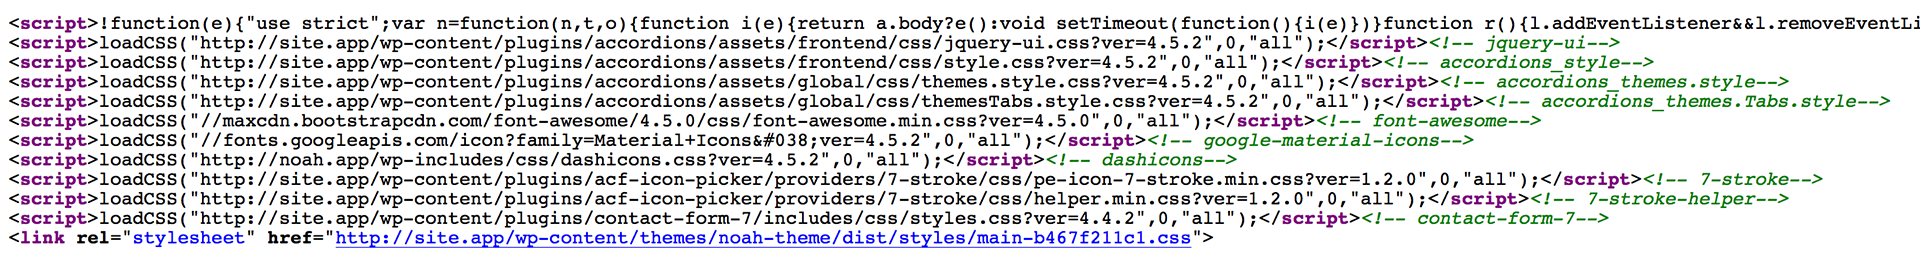 <script>!function(e){"use strict";var n=function(n,t,o){function i(e){return a.body?e():void setTimeout(function(){i(e)})}function r(){l.addEventListener&&l.removeEventLi
<script>loadCSS("http://site.app/wp-content/plugins/accordions/assets/frontend/css/jquery-ui.css?ver=4.5.2",0,"all");</script><!-- jquery-ui-->
<script>loadCSS("http://site.app/wp-content/plugins/accordions/assets/frontend/css/style.css?ver=4.5.2",0,"all");</script><!-- accordions_style-->
<script>loadCSS("http://site.app/wp-content/plugins/accordions/assets/global/css/themes.style.css?ver=4.5.2",0,"all");</script><!-- accordions_themes.style-->
<script>loadCSS("http://site.app/wp-content/plugins/accordions/assets/global/css/themesTabs.style.css?ver=4.5.2",0,"all");</script><!-- accordions_themes.Tabs.style-->
<script>loadCSS("//maxcdn.bootstrapcdn.com/font-awesome/4.5.0/css/font-awesome.min.css?ver=4.5.0",0,"all");</script><!-- font-awesome-->
<script>loadCSS("//fonts.googleapis.com/icon?family=Material+Icons&#038;ver=4.5.2",0,"all");</script><!-- google-material-icons-->
<script>loadCSS("http://noah.app/wp-includes/css/dashicons.css?ver=4.5.2",0,"all");</script><!-- dashicons-->
<script>loadCSS("http://site.app/wp-content/plugins/acf-icon-picker/providers/7-stroke/css/pe-icon-7-stroke.min.css?ver=1.2.0",0,"all");</script><!-- 7-stroke-->
<script>loadCSS("http://site.app/wp-content/plugins/acf-icon-picker/providers/7-stroke/css/helper.min.css?ver=1.2.0",0,"all");</script><!-- 7-stroke-helper-->
<script>loadCSS("http://site.app/wp-content/plugins/contact-form-7/includes/css/styles.css?ver=4.4.2",0,"all");</script><!-- contact-form-7-->
<link rel="stylesheet" href="http://site.app/wp-content/themes/noah-theme/dist/styles/main-b467f211c1.css">